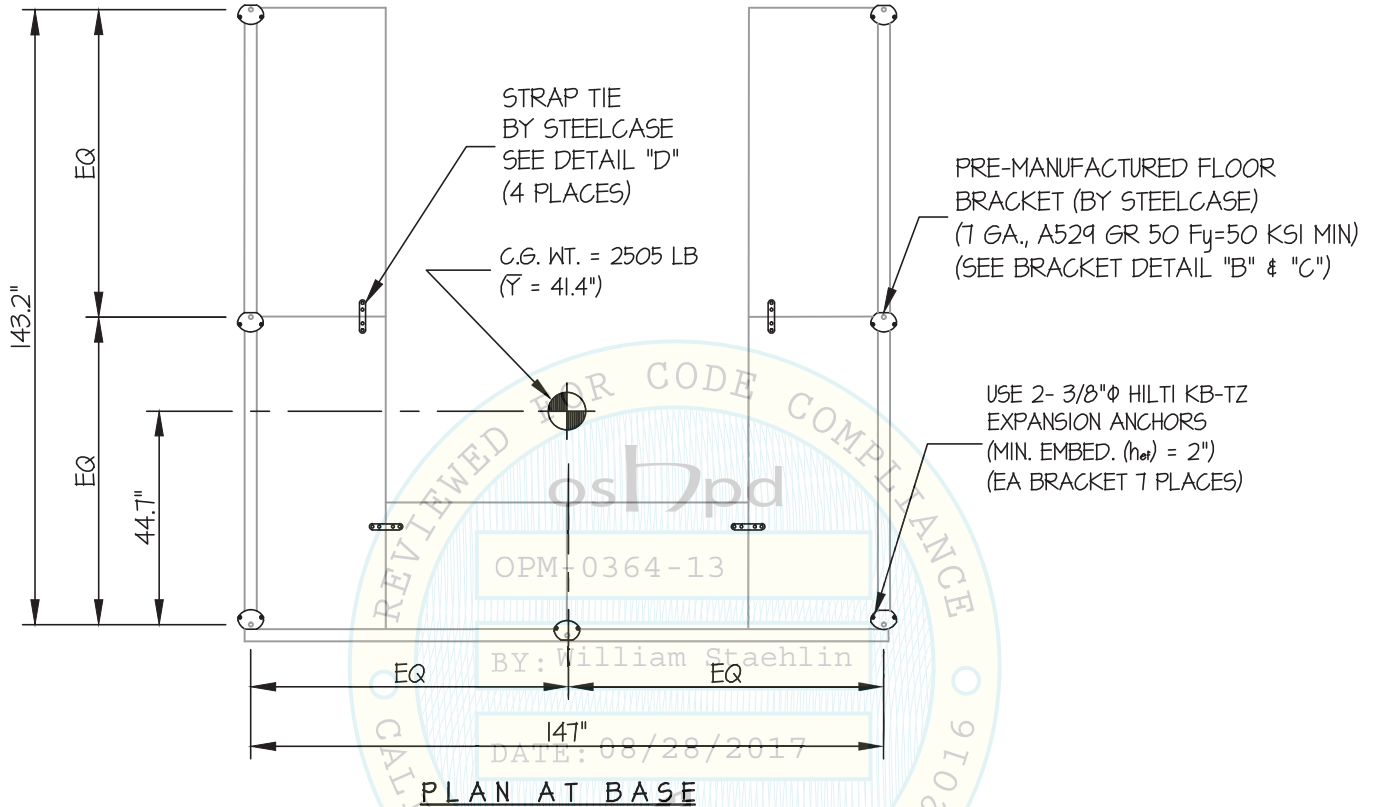 STRAP TIE
BY STEELCASE
SEE DETAIL "D"
(4 PLACES)
C.G. WT. = 2505 LB
(Y̅ = 41.4")
PRE-MANUFACTURED FLOOR
BRACKET (BY STEELCASE)
(7 GA., A529 GR 50 Fy=50 KSI MIN)
(SEE BRACKET DETAIL "B" & "C")
USE 2- 3/8"Φ HILTI KB-TZ
EXPANSION ANCHORS
(MIN. EMBED. (hef) = 2")
(EA BRACKET 7 PLACES)
143.2"
EQ
EQ
44.7"
EQ
EQ
147"
REVIEWED FOR CODE COMPLIANCE
oshpd
OPM-0364-13
BY: William Staehlin
DATE: 08/28/2017
2016
PLAN AT BASE